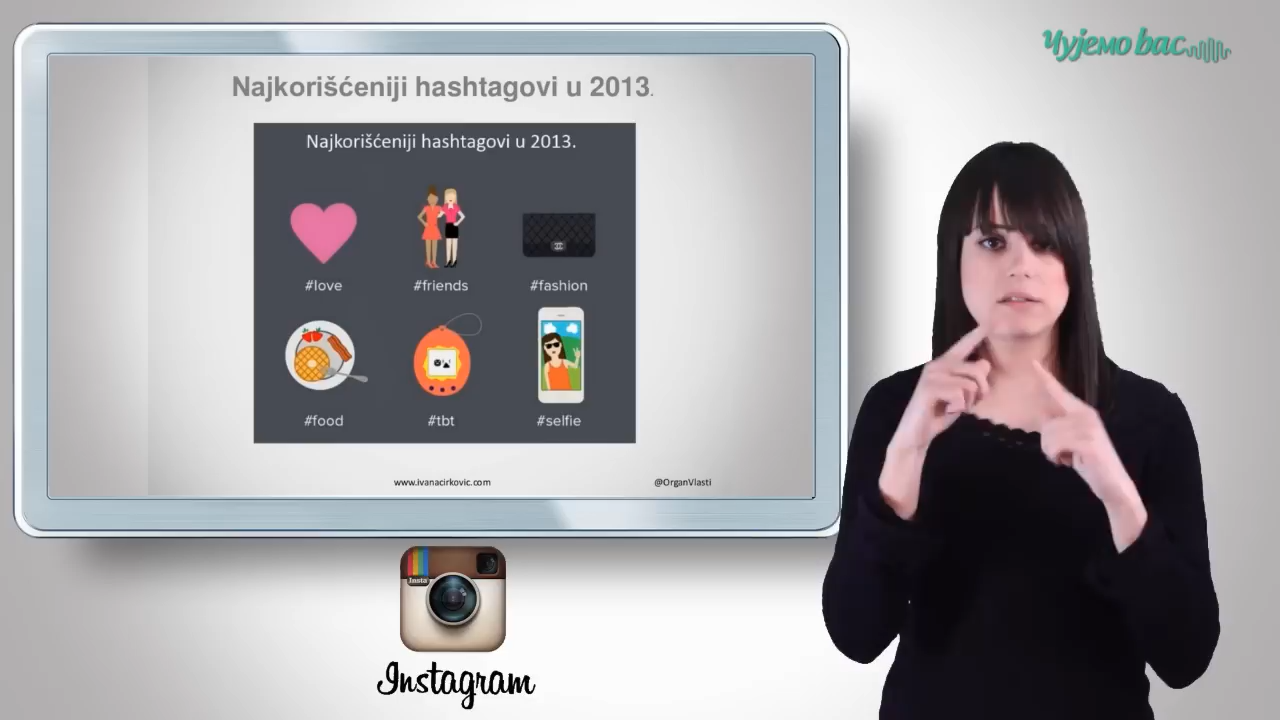 Чујемо вас
Najkorišćeniji hashtagovi u 2013.
Najkorišćeniji hashtagovi u 2013.
#love
#friends
#fashion
#food
#tbt
#selfie
www.ivanacirkovic.com
@OrganVlasti
Insta
Instagram